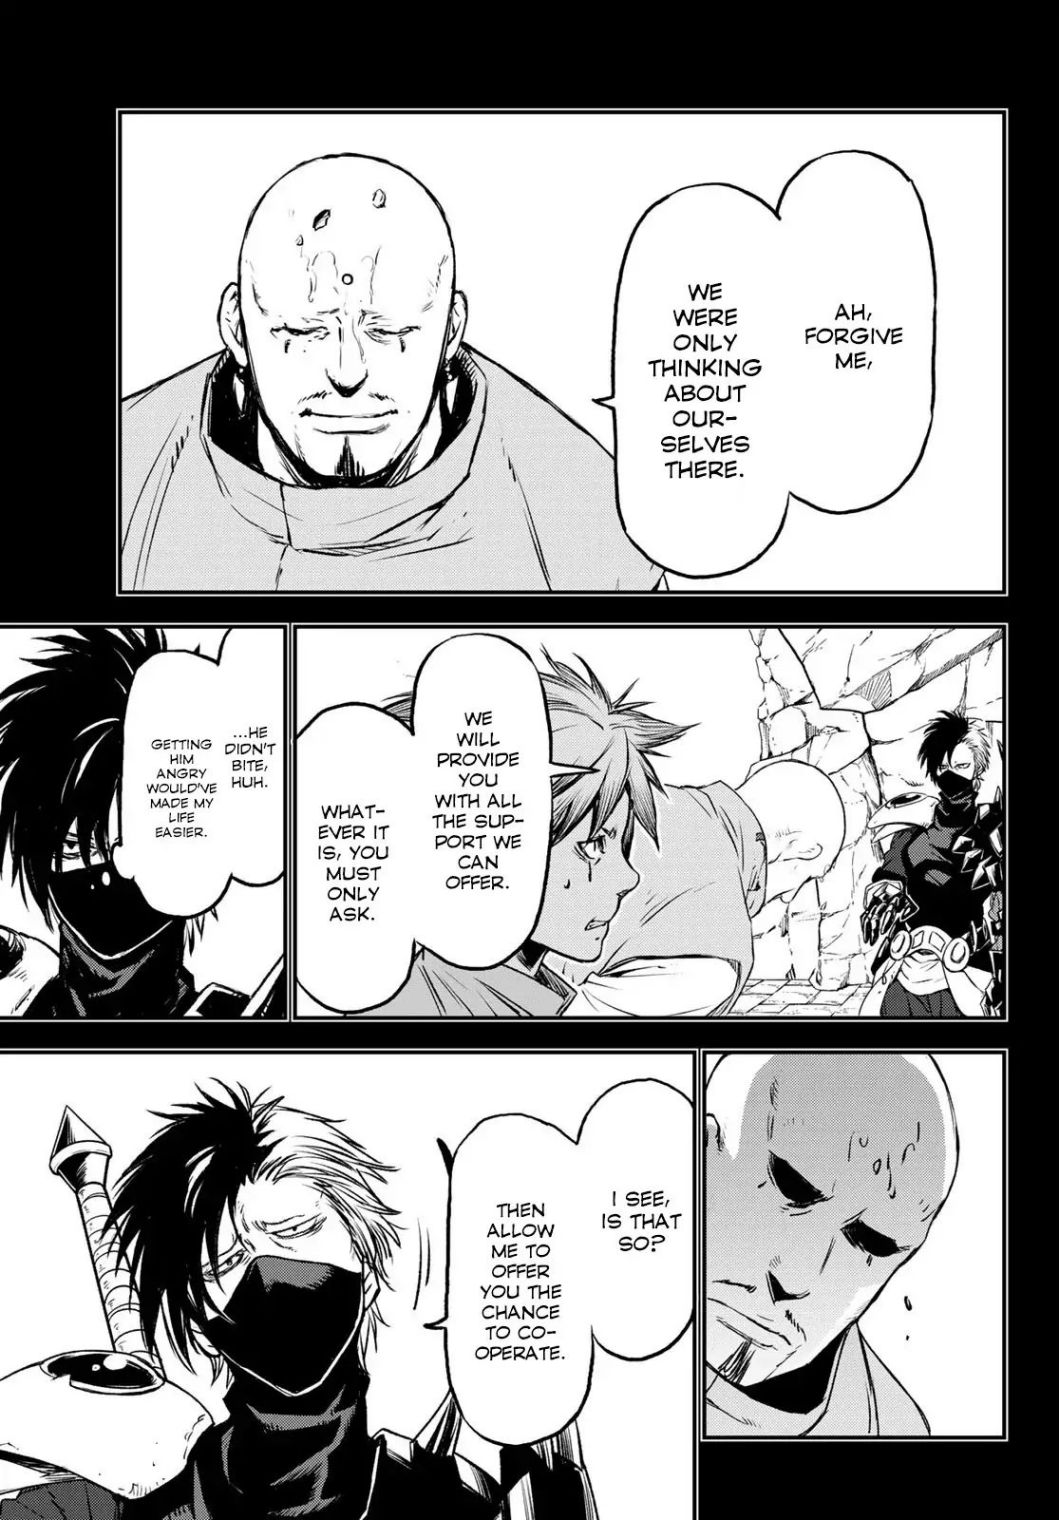 AH,
FORGIVE
ME,
WE
WERE
ONLY
THINKING
ABOUT
OUR-
SELVES
THERE.
WE
WILL
PROVIDE
YOU
WITH ALL
THE SUP-
PORT WE
CAN
OFFER.
WHAT-
EVER IT
IS, YOU
MUST
ONLY
ASK.
...HE
DIDN'T
BITE,
HUH.
GETTING
HIM
ANGRY
WOULD'VE
MADE MY
LIFE
EASIER.
I SEE,
IS THAT
SO?
THEN
ALLOW
ME TO
OFFER
YOU THE
CHANCE
TO CO-
OPERATE.